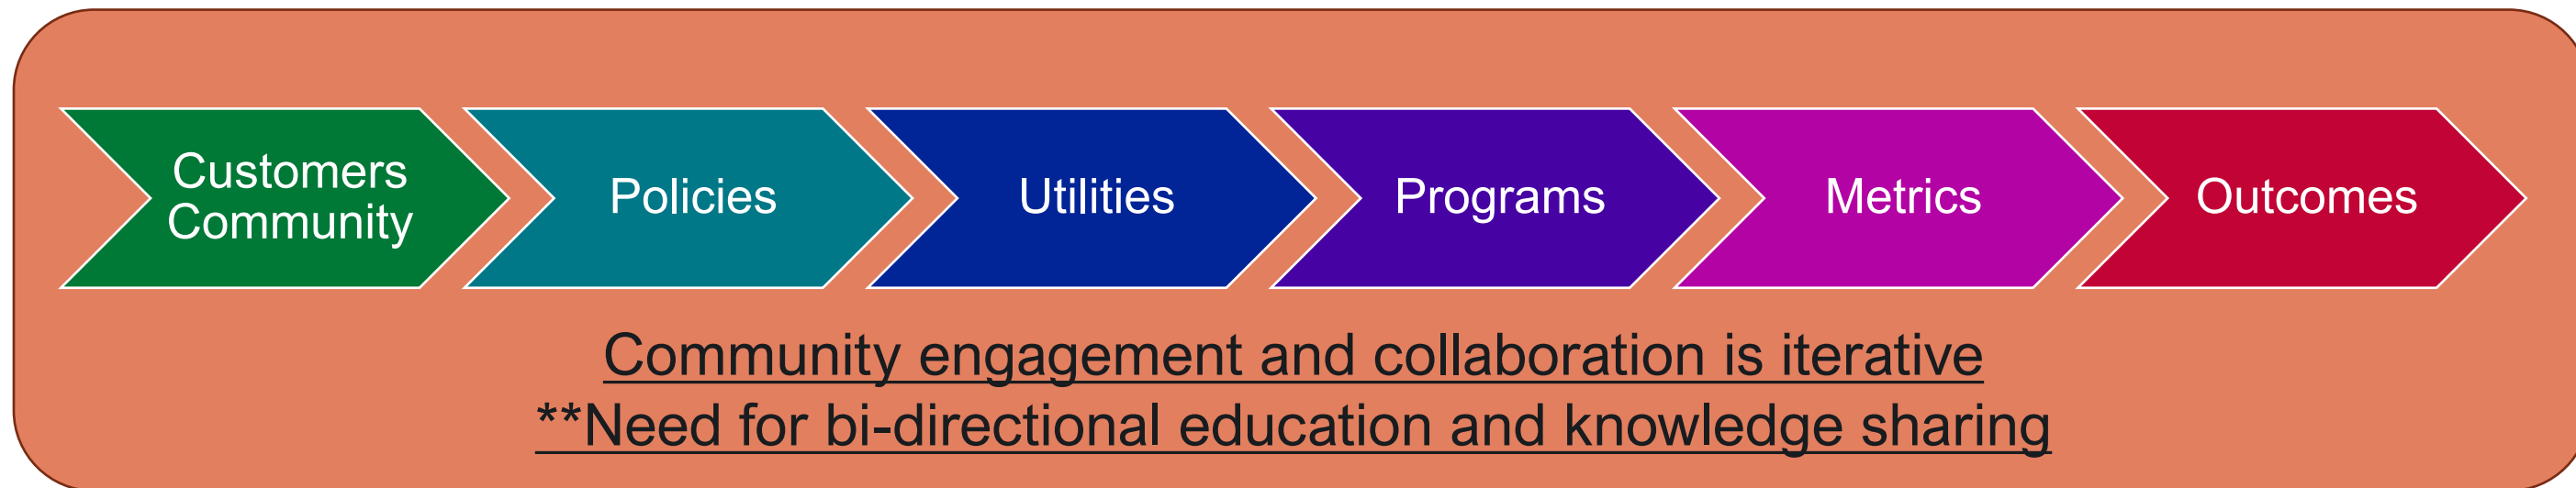 Customers
Community
Policies
Utilities
Programs
Metrics
Outcomes
Community engagement and collaboration is iterative
**Need for bi-directional education and knowledge sharing